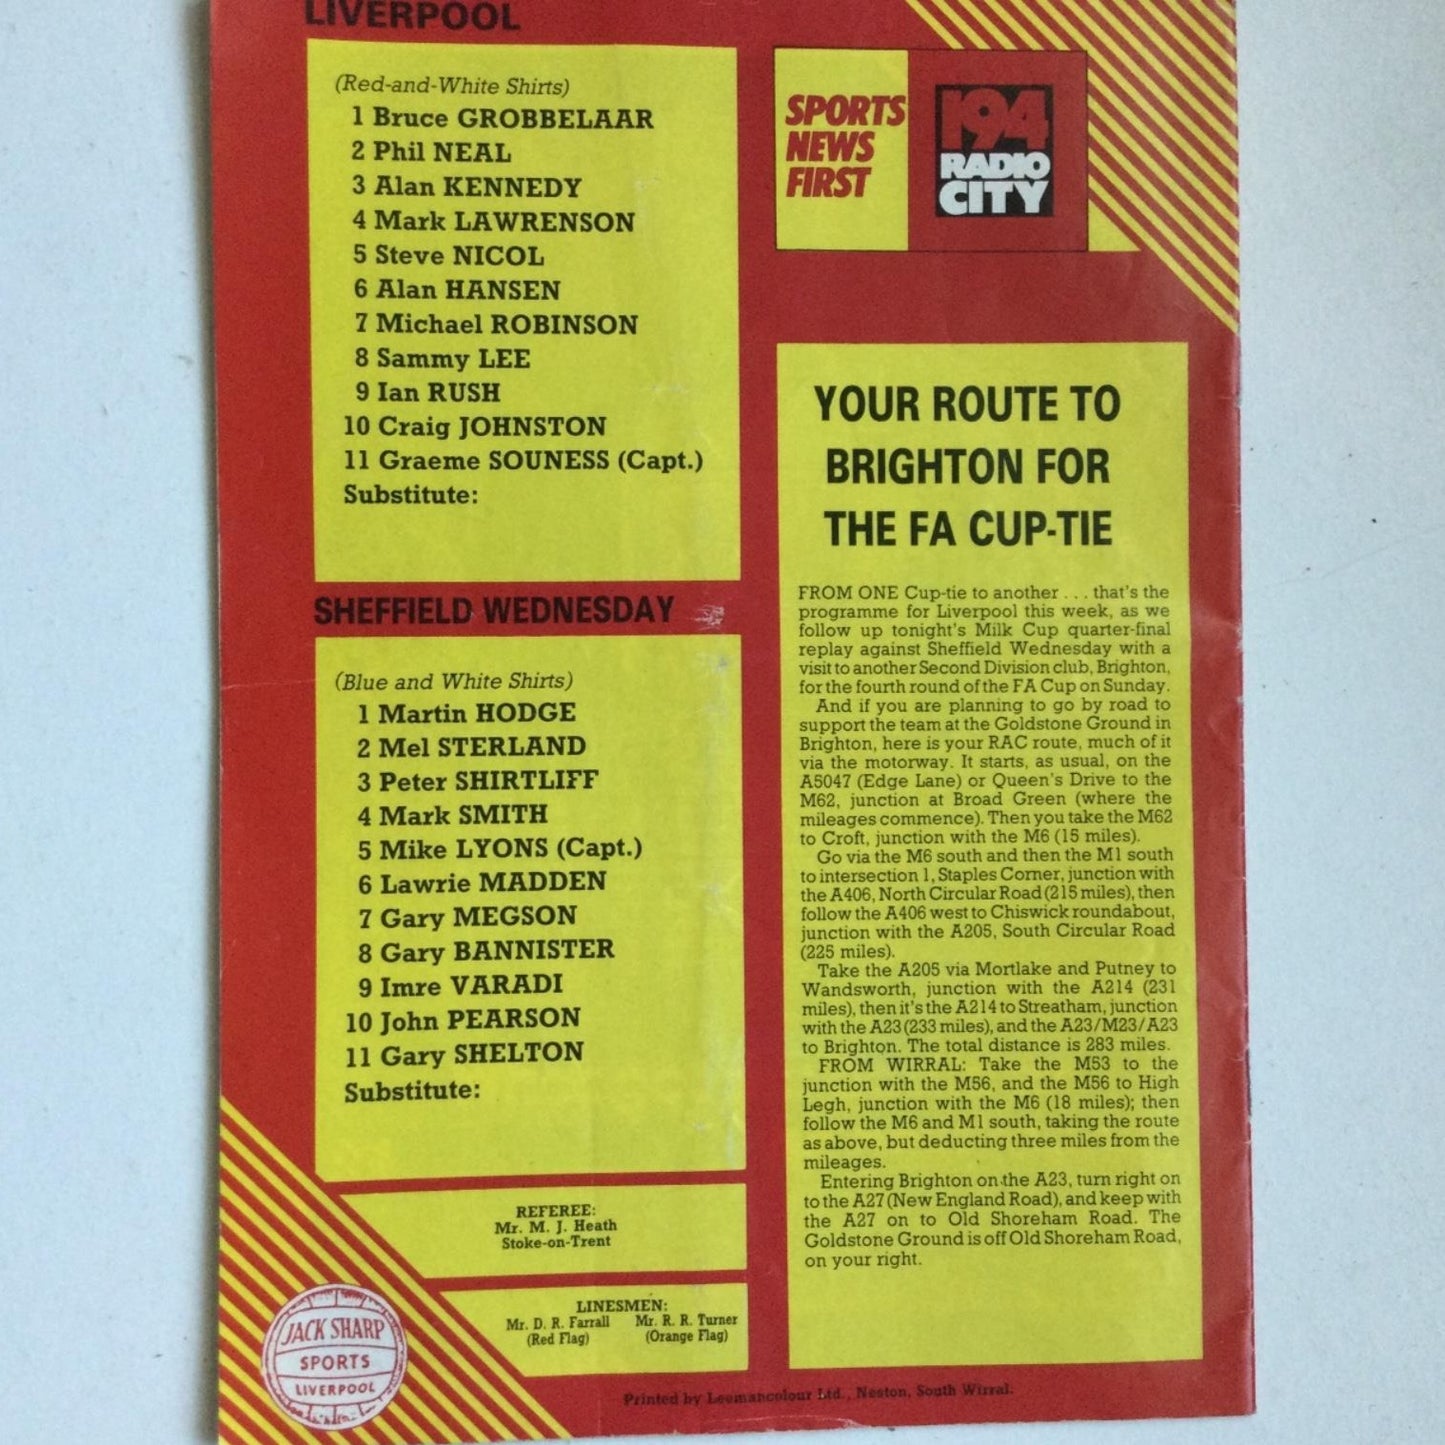 LIVERPOOL
(Red-and-White Shirts)
1 Bruce GROBBELAAR
2 Phil NEAL
3 Alan KENNEDY
4 Mark LAWRENSON
5 Steve NICOL
6 Alan HANSEN
7 Michael ROBINSON
8 Sammy LEE
9 Ian RUSH
10 Craig JOHNSTON
11 Graeme SOUNESS (Capt.)
Substitute:
SHEFFIELD WEDNESDAY
(Blue and White Shirts)
1 Martin HODGE
2 Mel STERLAND
3 Peter SHIRTLIFF
4 Mark SMITH
5 Mike LYONS (Capt.)
6 Lawrie MADDEN
7 Gary MEGSON
8 Gary BANNISTER
9 Imre VARADI
10 John PEARSON
11 Gary SHELTON
Substitute:
REFEREE:
Mr. M. J. Heath
Stoke-on-Trent
LINESMEN:
Mr. D. R. Farrall Mr. R. R. Turner
(Red Flag) (Orange Flag)
JACK SHARP
SPORTS
LIVERPOOL
SPORTS
NEWS
FIRST
194
RADIO
CITY
YOUR ROUTE TO
BRIGHTON FOR
THE FA CUP-TIE
FROM ONE Cup-tie to another . . . that's the
programme for Liverpool this week, as we
follow up tonight's Milk Cup quarter-final
replay against Sheffield Wednesday with a
visit to another Second Division club, Brighton,
for the fourth round of the FA Cup on Sunday.
And if you are planning to go by road to
support the team at the Goldstone Ground in
Brighton, here is your RAC route, much of it
via the motorway. It starts, as usual, on the
A5047 (Edge Lane) or Queen's Drive to the
M62, junction at Broad Green (where the
mileages commence). Then you take the M62
to Croft, junction with the M6 (15 miles).
Go via the M6 south and then the M1 south
to intersection 1, Staples Corner, junction with
the A406, North Circular Road (215 miles), then
follow the A406 west to Chiswick roundabout,
junction with the A205, South Circular Road
(225 miles).
Take the A205 via Mortlake and Putney to
Wandsworth, junction with the A214 (231
miles), then it's the A214 to Streatham, junction
with the A23 (233 miles), and the A23/M23/A23
to Brighton. The total distance is 283 miles.
FROM WIRRAL: Take the M53 to the
junction with the M56, and the M56 to High
Legh, junction with the M6 (18 miles); then
follow the M6 and M1 south, taking the route
as above, but deducting three miles from the
mileages.
Entering Brighton on the A23, turn right on
to the A27 (New England Road), and keep with
the A27 on to Old Shoreham Road. The
Goldstone Ground is off Old Shoreham Road,
on your right.
Printed by Leemancolour Ltd., Neston, South Wirral.